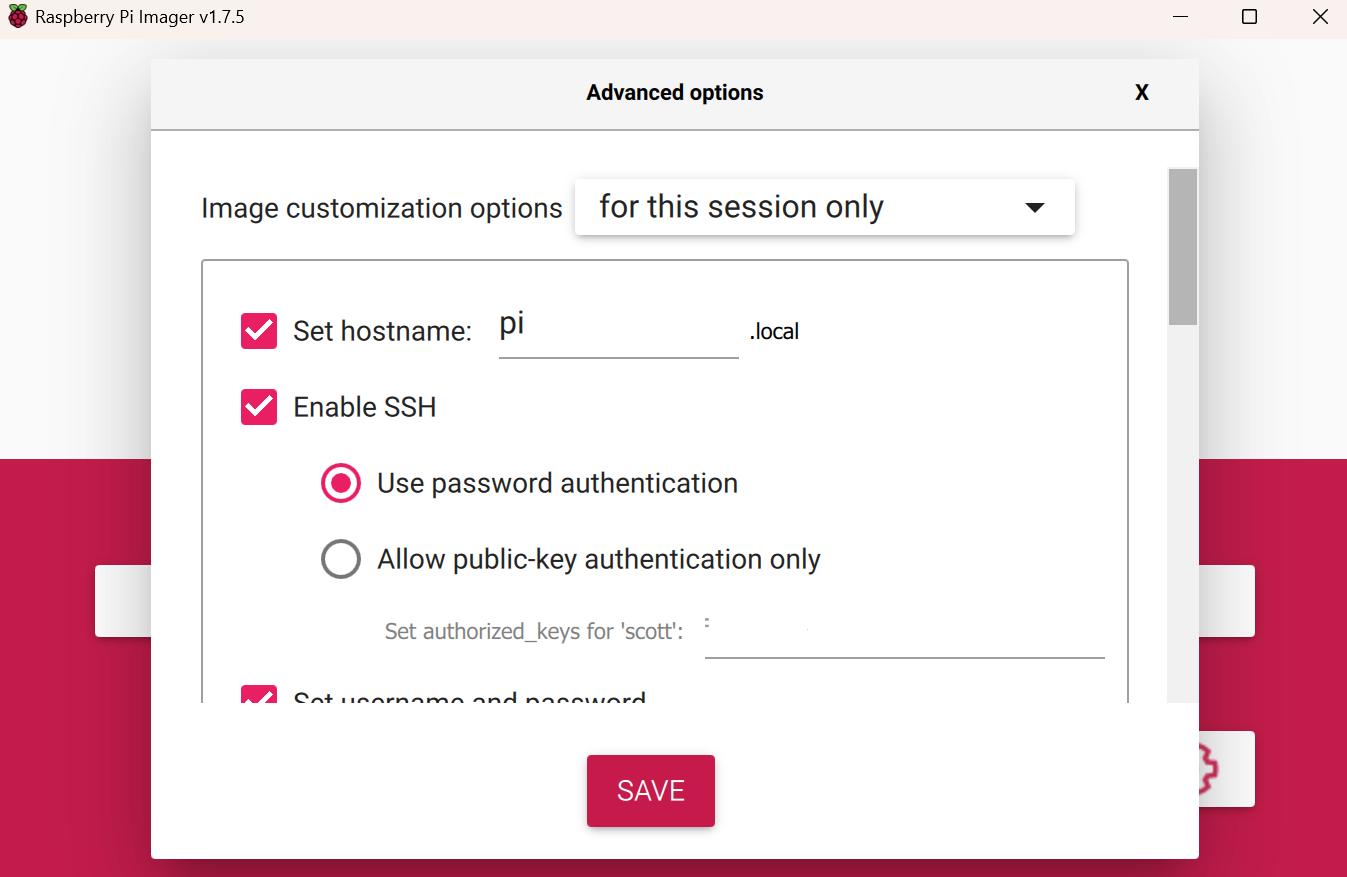 Raspberry Pi Imager v1.7.5
Advanced options
X
Image customization options for this session only
Set hostname: pi .local
Enable SSH
Use password authentication
Allow public-key authentication only
Set authorized_keys for 'scott':
Set username and password
SAVE